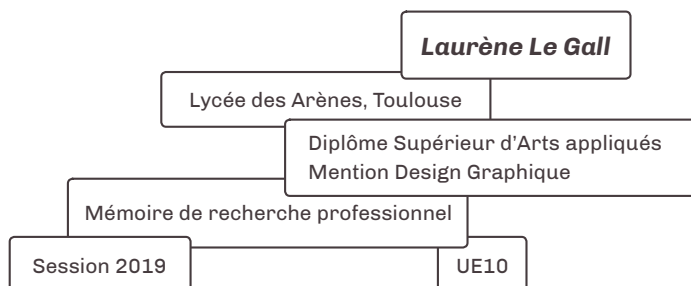 Laurène Le Gall
Lycée des Arènes, Toulouse
Diplôme Supérieur d’Arts appliqués
Mention Design Graphique
Mémoire de recherche professionnel
Session 2019
UE10